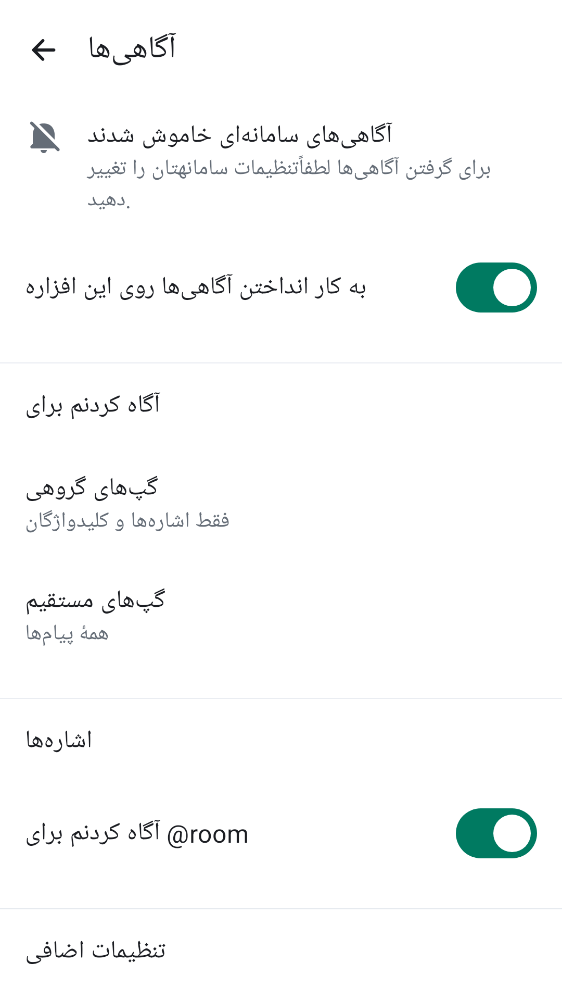 آگاهی‌ها
آگاهی‌های سامانه‌ای خاموش شدند
برای گرفتن آگاهی‌ها لطفاًتنظیمات سامانهتان را تغییر
دهید.
به کار انداختن آگاهی‌ها روی این افزاره
آگاه کردنم برای
گپ‌های گروهی
فقط اشاره‌ها و کلیدواژگان
گپ‌های مستقیم
همهٔ پیام‌ها
اشاره‌ها
آگاه کردنم برای @room
تنظیمات اضافی